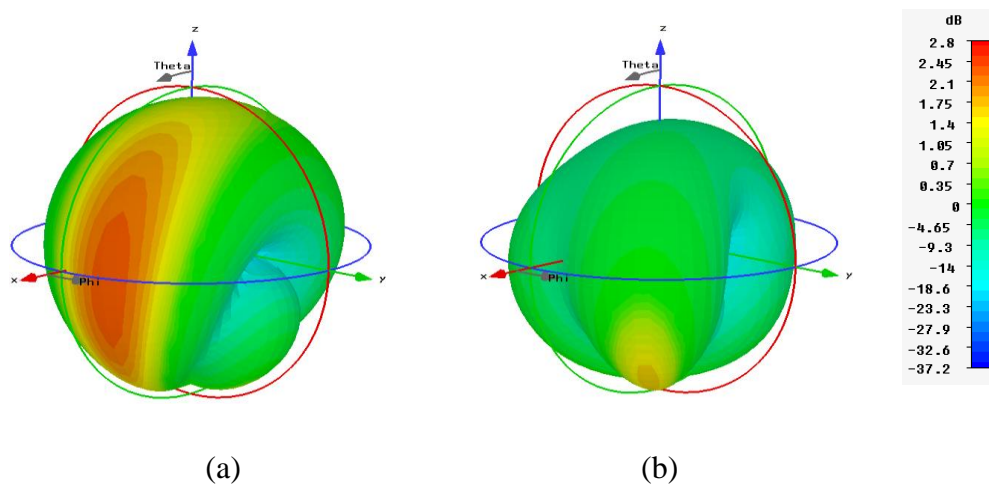 z
Theta
x
Phi
y
z
Theta
x
Phi
y
dB
2.8
2.45
2.1
1.75
1.4
1.05
0.7
0.35
0
-4.65
-9.3
-14
-18.6
-23.3
-27.9
-32.6
-37.2
(a)
(b)